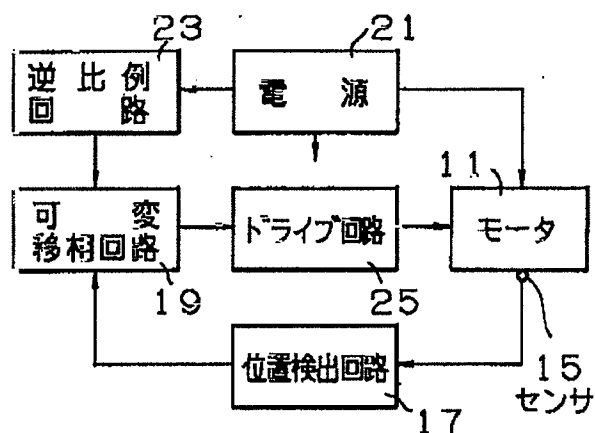 23
21
逆比例
回路
電源
11
可変
移相回路
ドライブ回路
モータ
19
25
15
センサ
位置検出回路
17